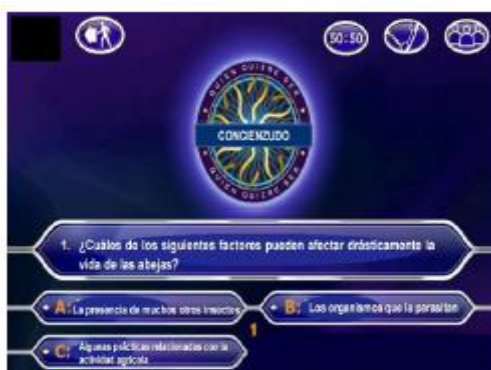 50:50
QUIEN QUIERE SER
CONCIENZUDO
QUIEN QUIERE SER
1. ¿Cuáles de los siguientes factores pueden afectar drásticamente la
vida de las abejas?
A: La presencia de muchos otros insectos
B: Los organismos que la parasitan
1
C: Algunas prácticas relacionadas con la
actividad agrícola